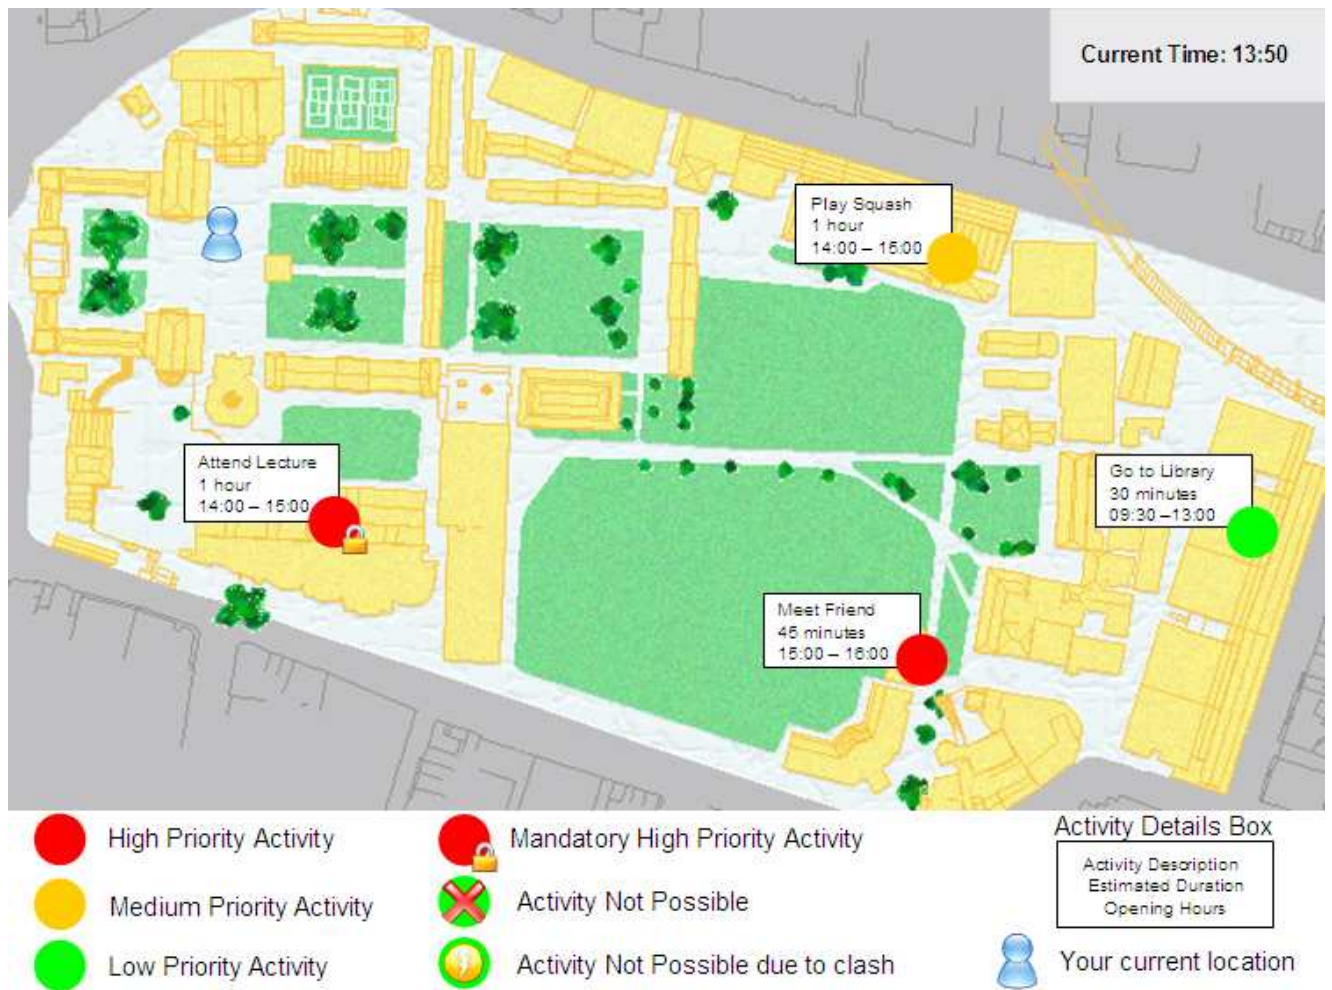 Current Time: 13:50
Play Squash
1 hour
14:00 – 15:00
Attend Lecture
1 hour
14:00 – 15:00
Go to Library
30 minutes
09:30 –13:00
Meet Friend
45 minutes
15:00 – 16:00
High Priority Activity
Mandatory High Priority Activity
Activity Details Box
Activity Description
Estimated Duration
Opening Hours
Medium Priority Activity
Activity Not Possible
Low Priority Activity
Activity Not Possible due to clash
Your current location